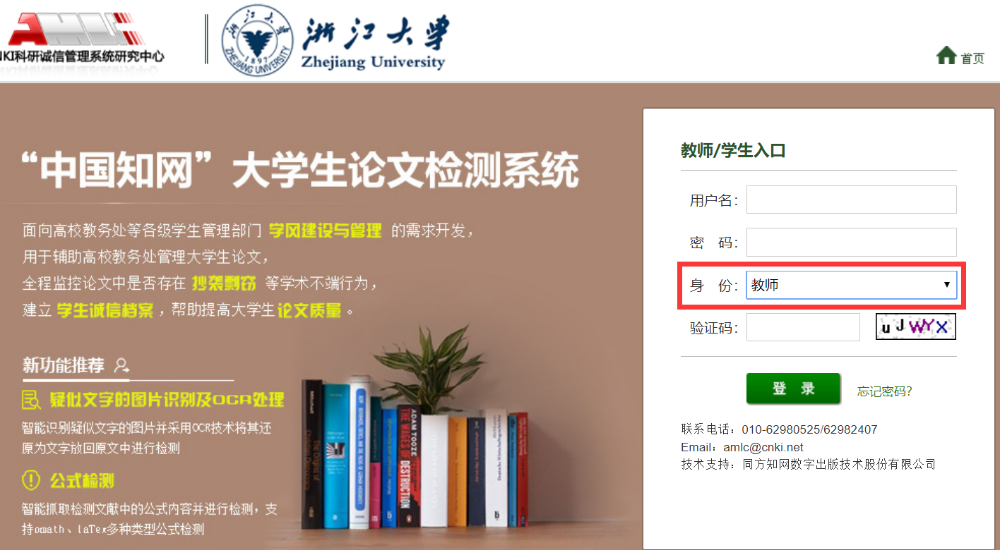 AMLC
NKI科研诚信管理系统研究中心
浙江大学
Zhejiang University
1897
ZHEJIANG UNIVERSITY
首页
“中国知网”大学生论文检测系统
面向高校教务处等各级学生管理部门 学风建设与管理 的需求开发，
用于辅助高校教务处管理大学生论文，
全程监控论文中是否存在 抄袭剽窃 等学术不端行为，
建立 学生诚信档案 ，帮助提高大学生 论文质量 。
新功能推荐
疑似文字的图片识别及OCR处理
智能识别疑似文字的图片并采用OCR技术将其还
原为文字放回原文中进行检测
公式检测
智能抓取检测文献中的公式内容并进行检测，支
持omath、laTex多种类型公式检测
ADAM TOOZE
THE WAGES OF DESTRUCTION
教师/学生入口
用户名：
密 码：
身 份： 教师
验证码： uJWYX
登 录 忘记密码？
联系电话：010-62980525/62982407
Email：amlc@cnki.net
技术支持：同方知网数字出版技术股份有限公司